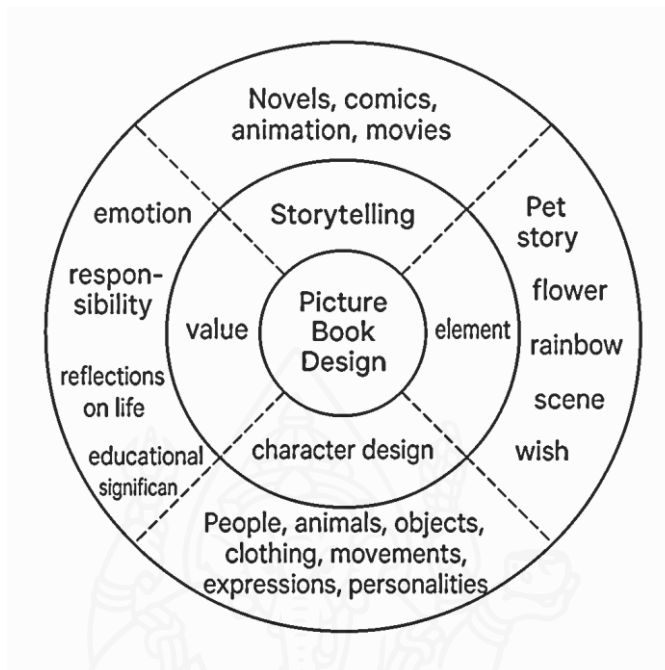 Novels, comics,
animation, movies
Storytelling
emotion
respon-
sibility
reflections
on life
educational
significan
value
Picture
Book
Design
element
Pet
story
flower
rainbow
scene
wish
character design
People, animals, objects,
clothing, movements,
expressions, personalities